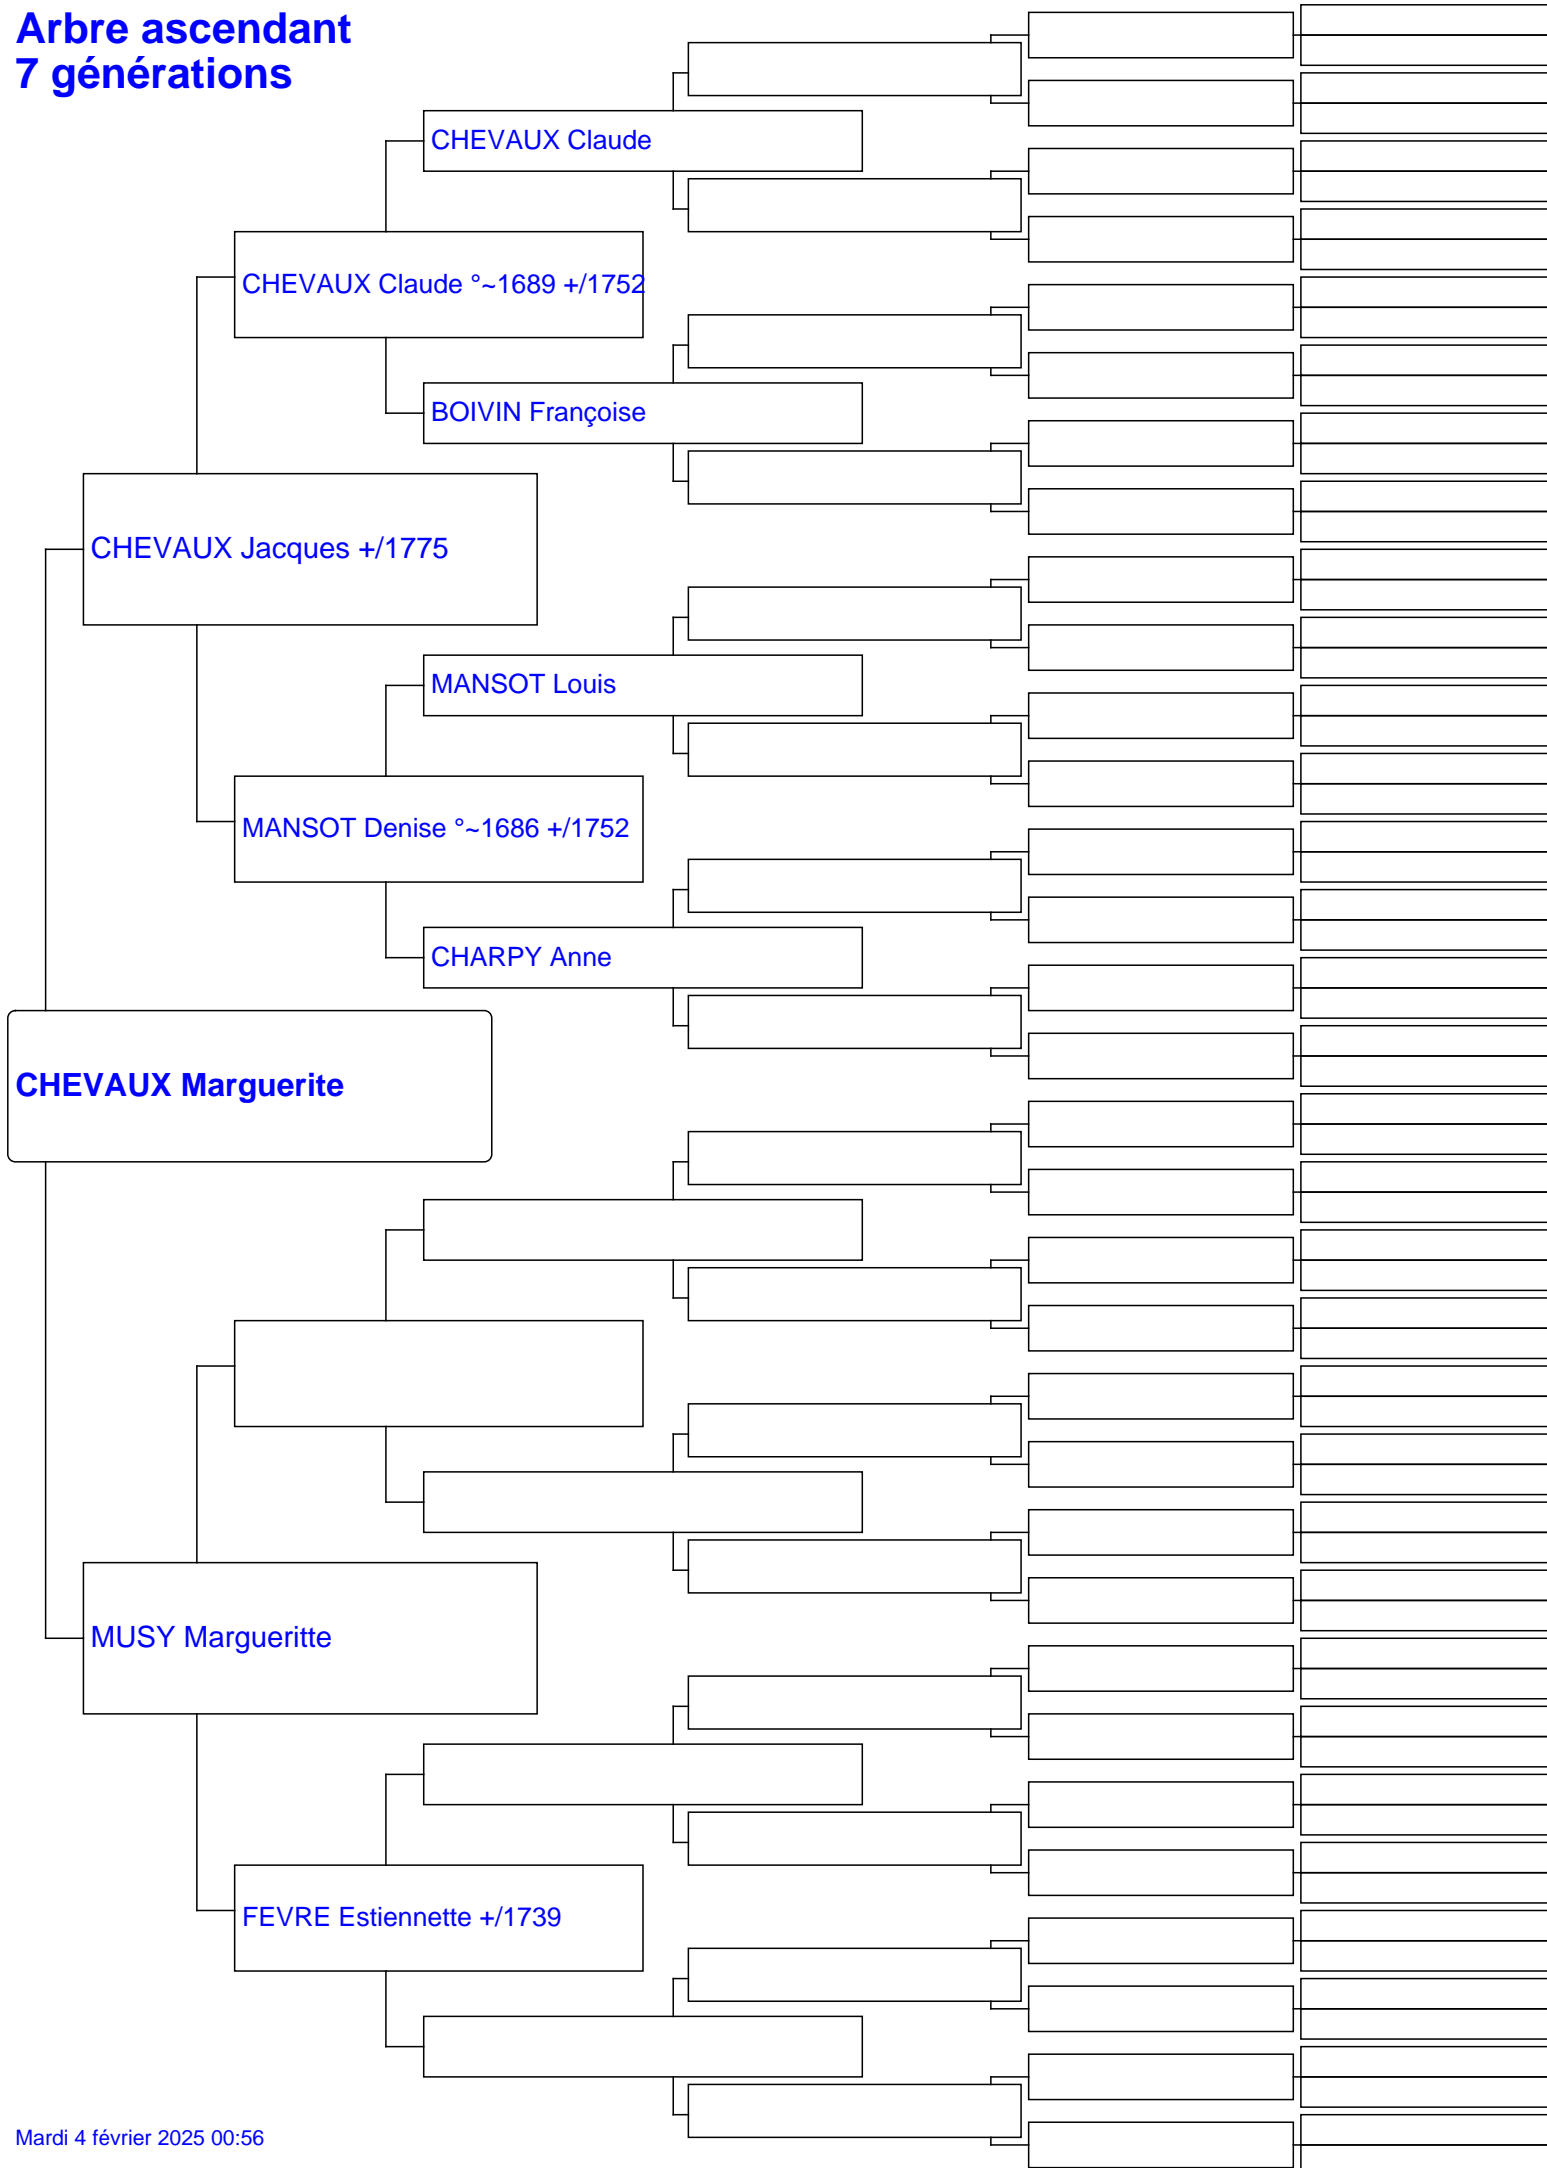 Arbre ascendant
7 générations
CHEVAUX Claude
CHEVAUX Claude °~1689 +/1752
BOIVIN Françoise
CHEVAUX Jacques +/1775
MANSOT Louis
MANSOT Denise °~1686 +/1752
CHARPY Anne
CHEVAUX Marguerite
MUSY Margueritte
FEVRE Estiennette +/1739
Mardi 4 février 2025 00:56